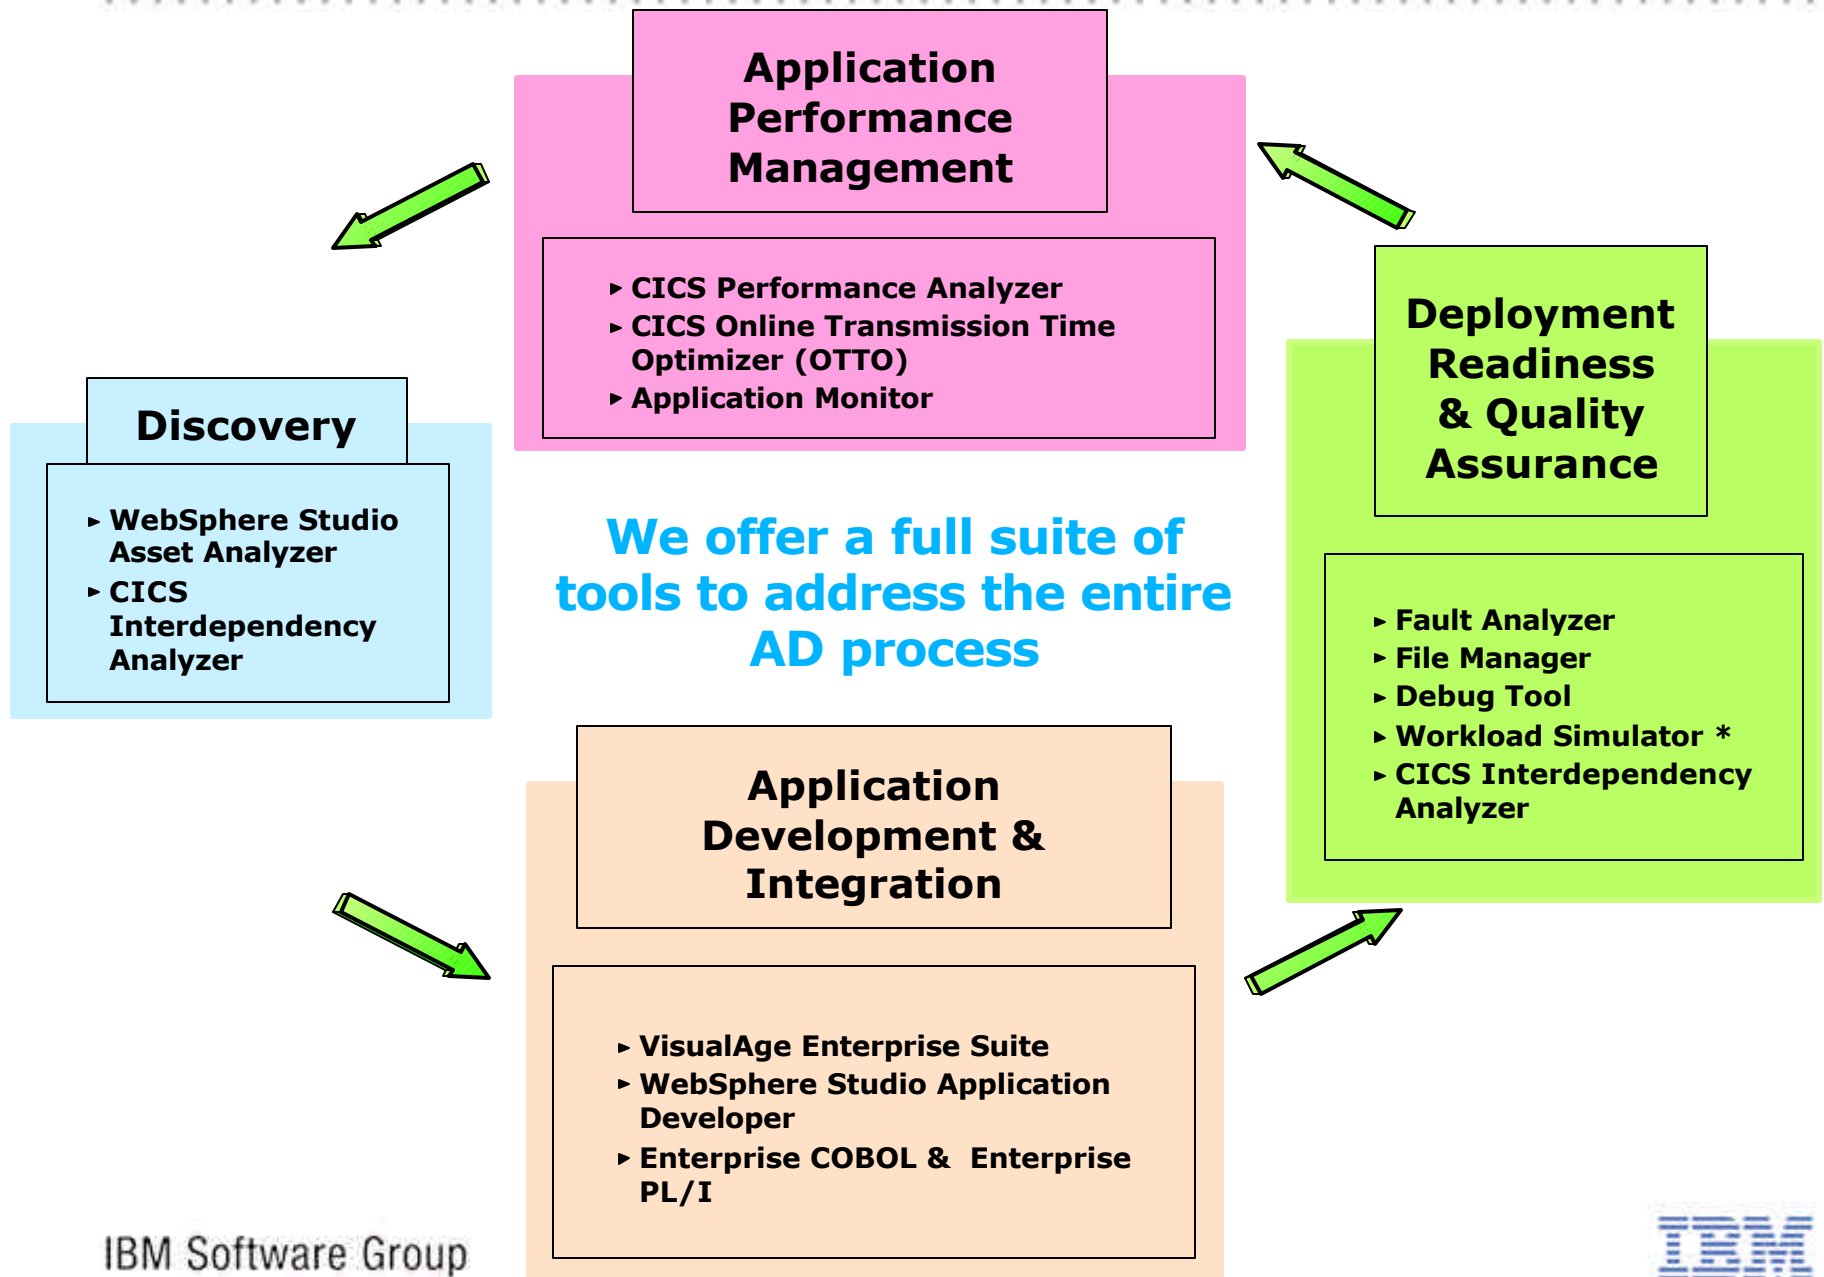 Application
Performance
Management
► CICS Performance Analyzer
► CICS Online Transmission Time
Optimizer (OTTO)
► Application Monitor
Deployment
Readiness
& Quality
Assurance
► Fault Analyzer
► File Manager
► Debug Tool
► Workload Simulator *
► CICS Interdependency
Analyzer
Discovery
► WebSphere Studio
Asset Analyzer
► CICS
Interdependency
Analyzer
We offer a full suite of
tools to address the entire
AD process
Application
Development &
Integration
► VisualAge Enterprise Suite
► WebSphere Studio Application
Developer
► Enterprise COBOL & Enterprise
PL/I
IBM Software Group
IBM